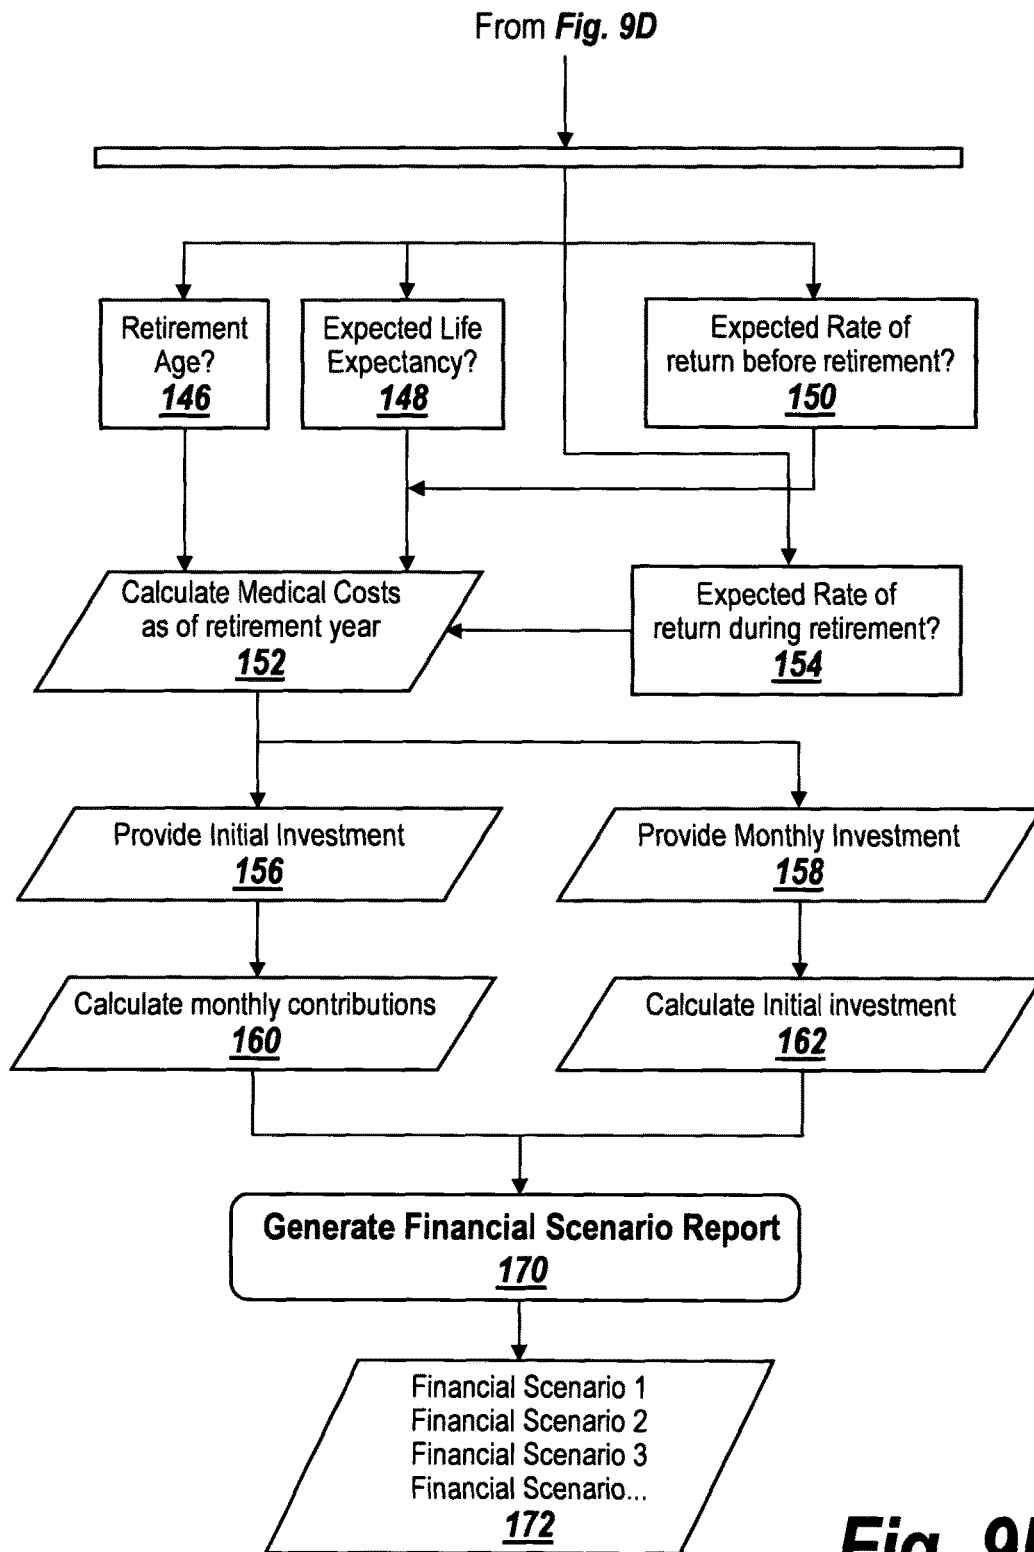 From Fig. 9D
Retirement
Age?
146
Expected Life
Expectancy?
148
Expected Rate of
return before retirement?
150
Calculate Medical Costs
as of retirement year
152
Expected Rate of
return during retirement?
154
Provide Initial Investment
156
Provide Monthly Investment
158
Calculate monthly contributions
160
Calculate Initial investment
162
Generate Financial Scenario Report
170
Financial Scenario 1
Financial Scenario 2
Financial Scenario 3
Financial Scenario...
172
Fig.